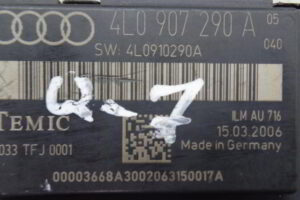 4L0 907 290 A 05
SW: 4L0910290A 040
Q-7
TEMIC ILM AU 716
033 TFJ 0001 15.03.2006
Made in Germany
00003668A3002063150017A